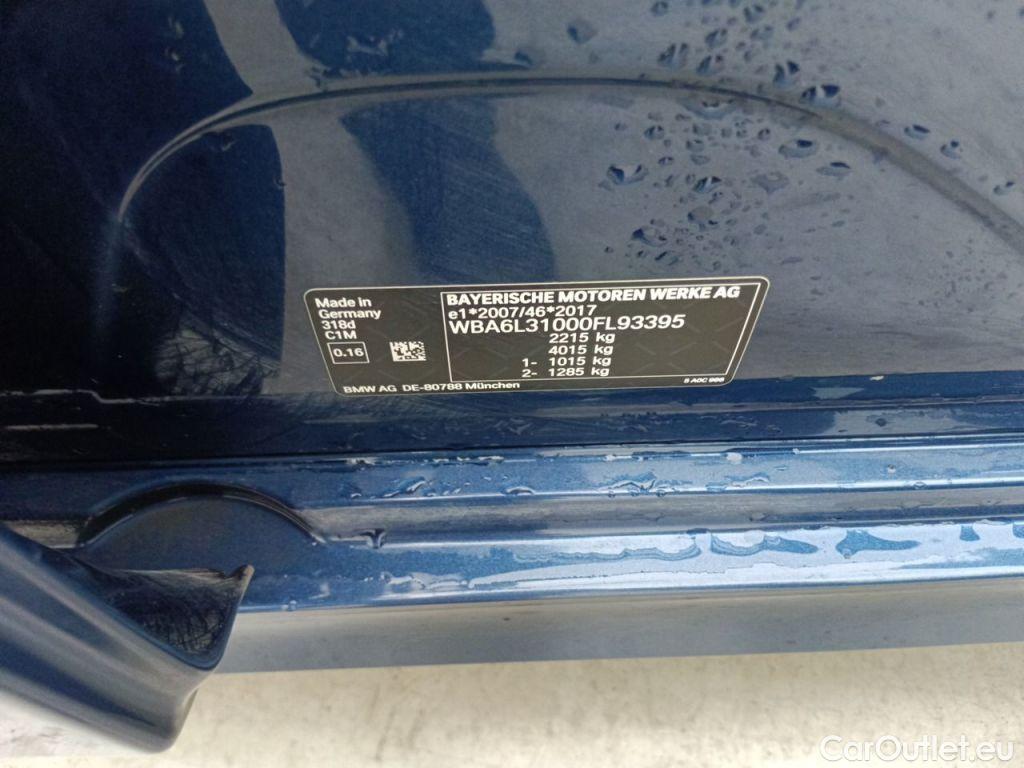 Made in
Germany
318d
C1M
0.16
BAYERISCHE MOTOREN WERKE AG
e1*2007/46*2017
WBA6L31000FL93395
2215 kg
4015 kg
1- 1015 kg
2- 1285 kg
BMW AG DE-80788 München
CarOutlet.eu